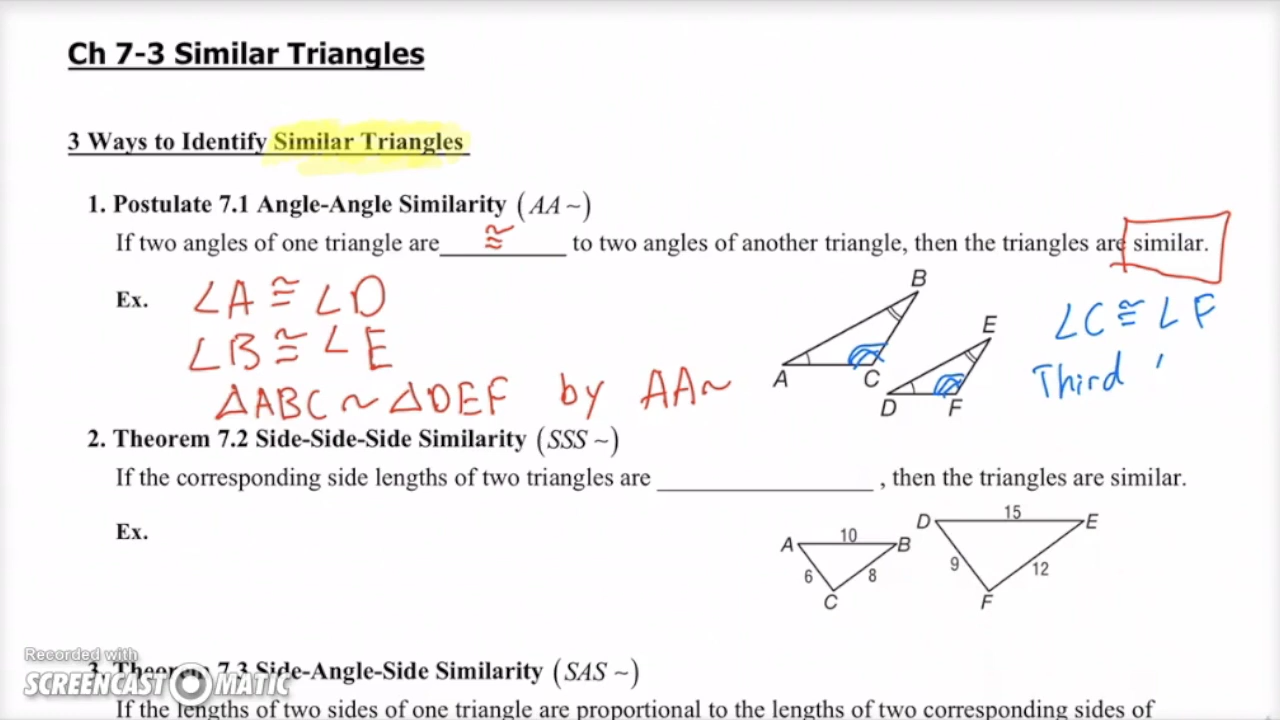 Ch 7-3 Similar Triangles
3 Ways to Identify Similar Triangles
1. Postulate 7.1 Angle-Angle Similarity (AA ~)
If two angles of one triangle are ≅ to two angles of another triangle, then the triangles are similar.
Ex.
∠A ≅ ∠D
∠B ≅ ∠E
△ABC ~ △DEF by AA~
B
E
A
C
D
F
∠C ≅ ∠F
Third
2. Theorem 7.2 Side-Side-Side Similarity (SSS ~)
If the corresponding side lengths of two triangles are ____________, then the triangles are similar.
Ex.
A 10 B
6 8
C
D 15 E
9 12
F
Recorded with
SCREENCAST O MATIC
3. Theorem 7.3 Side-Angle-Side Similarity (SAS ~)
If the lengths of two sides of one triangle are proportional to the lengths of two corresponding sides of